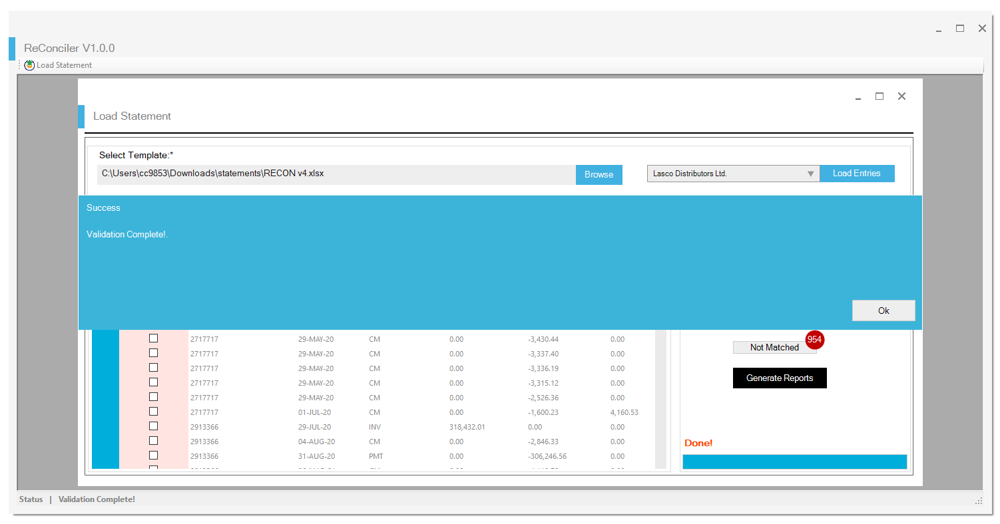 ReConciler V1.0.0
Load Statement
Load Statement
Select Template:*
C:\Users\cc9853\Downloads\statements\RECON v4.xlsx Browse Lasco Distributors Ltd. Load Entries
Success
Validation Complete!.
Ok
2717717 29-MAY-20 CM 0.00 -3,430.44 0.00
954
Not Matched
2717717 29-MAY-20 CM 0.00 -3,337.40 0.00
2717717 29-MAY-20 CM 0.00 -3,336.19 0.00
Generate Reports
2717717 29-MAY-20 CM 0.00 -3,315.12 0.00
2717717 29-MAY-20 CM 0.00 -2,526.36 0.00
2717717 01-JUL-20 CM 0.00 -1,600.23 4,160.53
2913366 29-JUL-20 INV 318,432.01 0.00 0.00
2913366 04-AUG-20 CM 0.00 -2,846.33 0.00
Done!
2913366 31-AUG-20 PMT 0.00 -306,246.56 0.00
Status | Validation Complete!